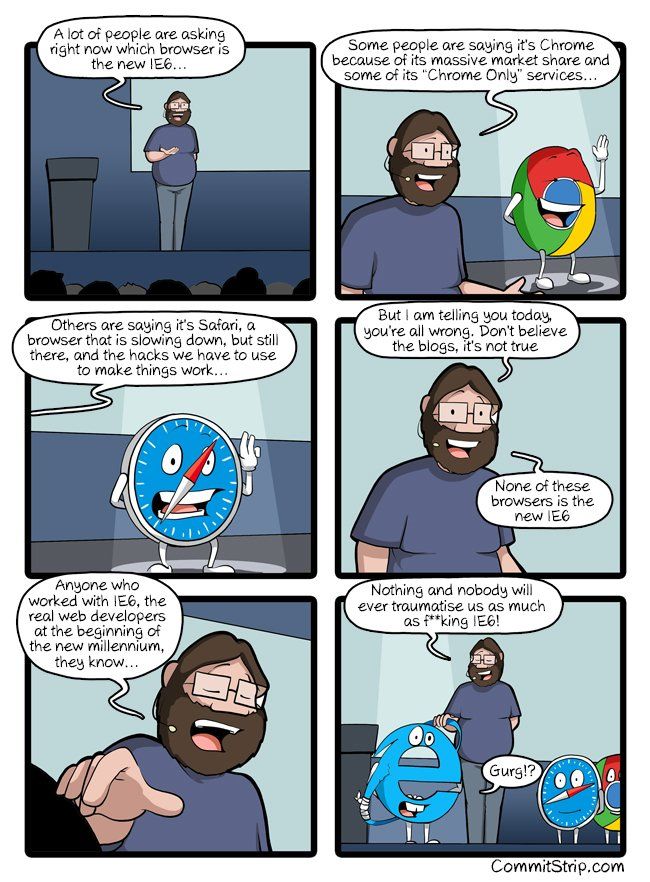 A lot of people are asking
right now which browser is
the new IE6...
Some people are saying it's Chrome
because of its massive market share and
some of its "Chrome Only" services...
Others are saying it's Safari, a
browser that is slowing down, but still
there, and the hacks we have to use
to make things work...
But I am telling you today,
you're all wrong. Don't believe
the blogs, it's not true
None of these
browsers is the
new IE6
Anyone who
worked with IE6, the
real web developers
at the beginning of
the new millennium,
they know...
Nothing and nobody will
ever traumatise us as much
as f**king IE6!
Gurg!?
CommitStrip.com